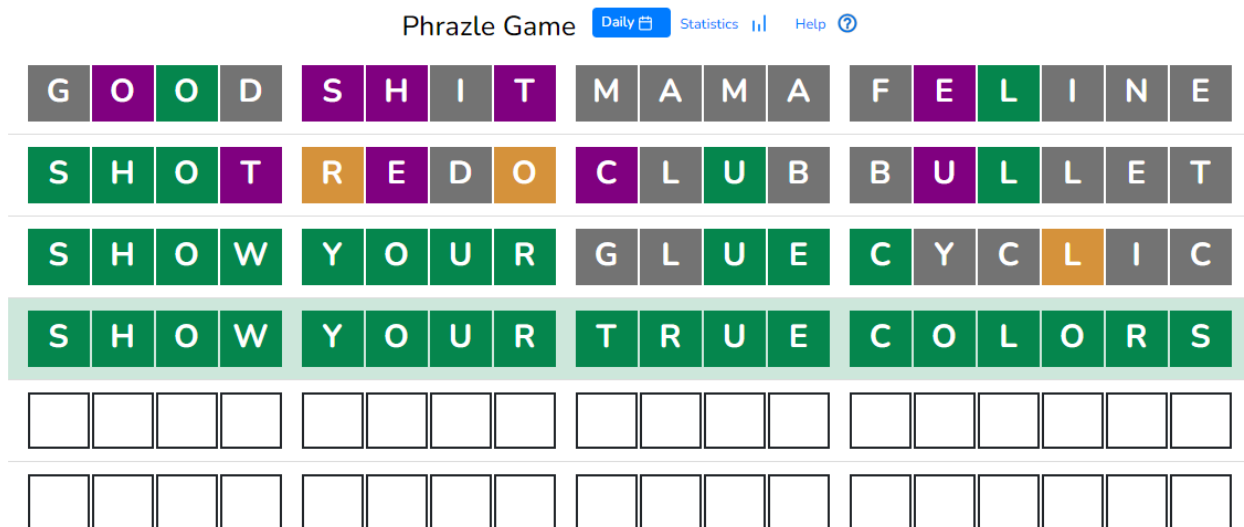 Phrazle Game Daily Statistics Help ?
GOOD SHIT MAMA FELINE
SHOT REDO CLUB BULLET
SHOW YOUR GLUE CYCLIC
SHOW YOUR TRUE COLORS